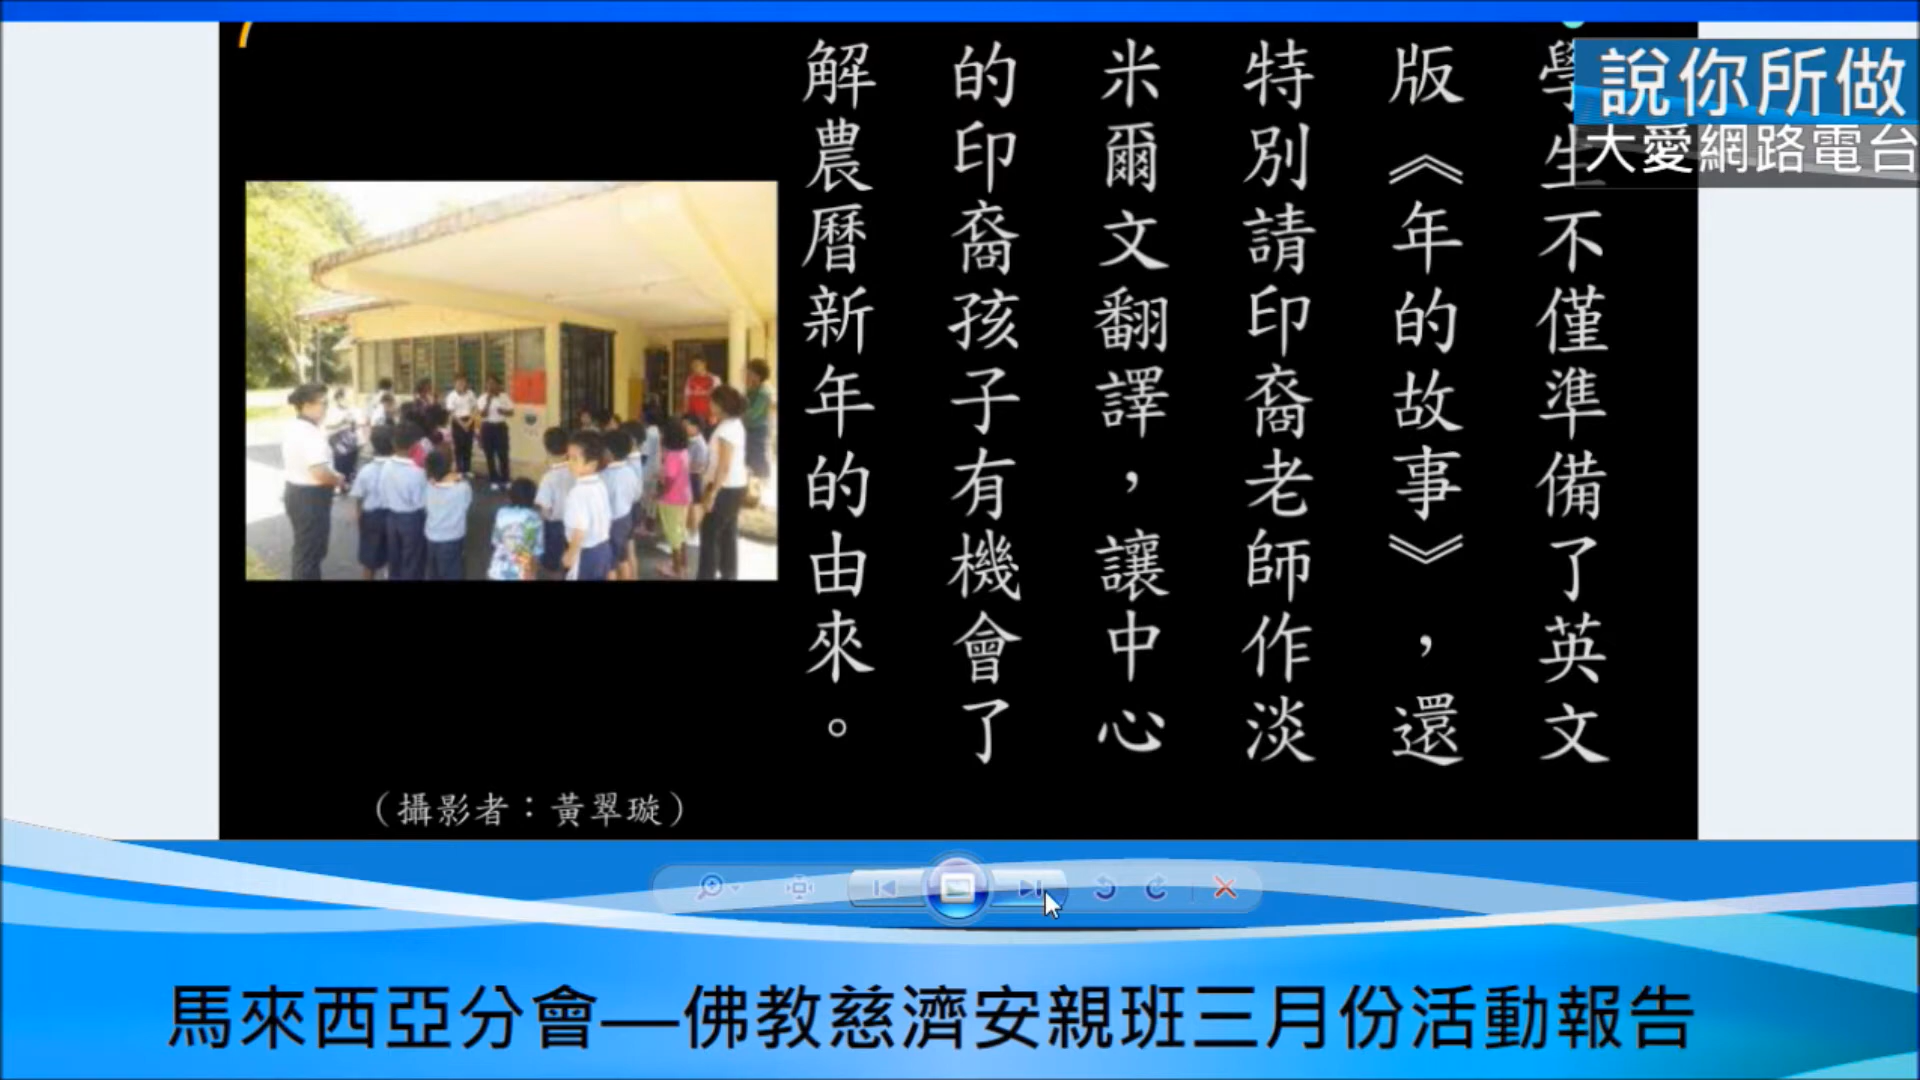 說你所做
大愛網路電台
學生不僅準備了英文
版《年的故事》，還
特別請印裔老師作淡
米爾文翻譯，讓中心
的印裔孩子有機會了
解農曆新年的由來。
（攝影者：黃翠璇）
馬來西亞分會—佛教慈濟安親班三月份活動報告